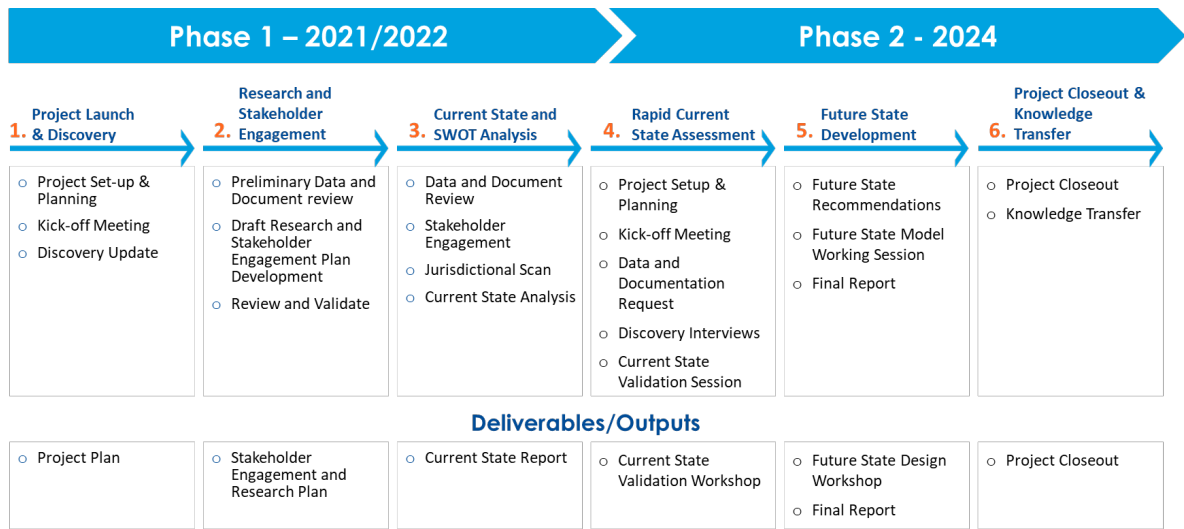 Phase 1 – 2021/2022
Phase 2 - 2024
1. Project Launch
& Discovery
2. Research and
Stakeholder
Engagement
3. Current State and
SWOT Analysis
4. Rapid Current
State Assessment
5. Future State
Development
6. Project Closeout &
Knowledge
Transfer
o Project Set-up &
Planning
o Kick-off Meeting
o Discovery Update
o Preliminary Data and
Document review
o Draft Research and
Stakeholder
Engagement Plan
Development
o Review and Validate
o Data and Document
Review
o Stakeholder
Engagement
o Jurisdictional Scan
o Current State Analysis
o Project Setup &
Planning
o Kick-off Meeting
o Data and
Documentation
Request
o Discovery Interviews
o Current State
Validation Session
o Future State
Recommendations
o Future State Model
Working Session
o Final Report
o Project Closeout
o Knowledge Transfer
Deliverables/Outputs
o Project Plan
o Stakeholder
Engagement and
Research Plan
o Current State Report
o Current State
Validation Workshop
o Future State Design
Workshop
o Final Report
o Project Closeout